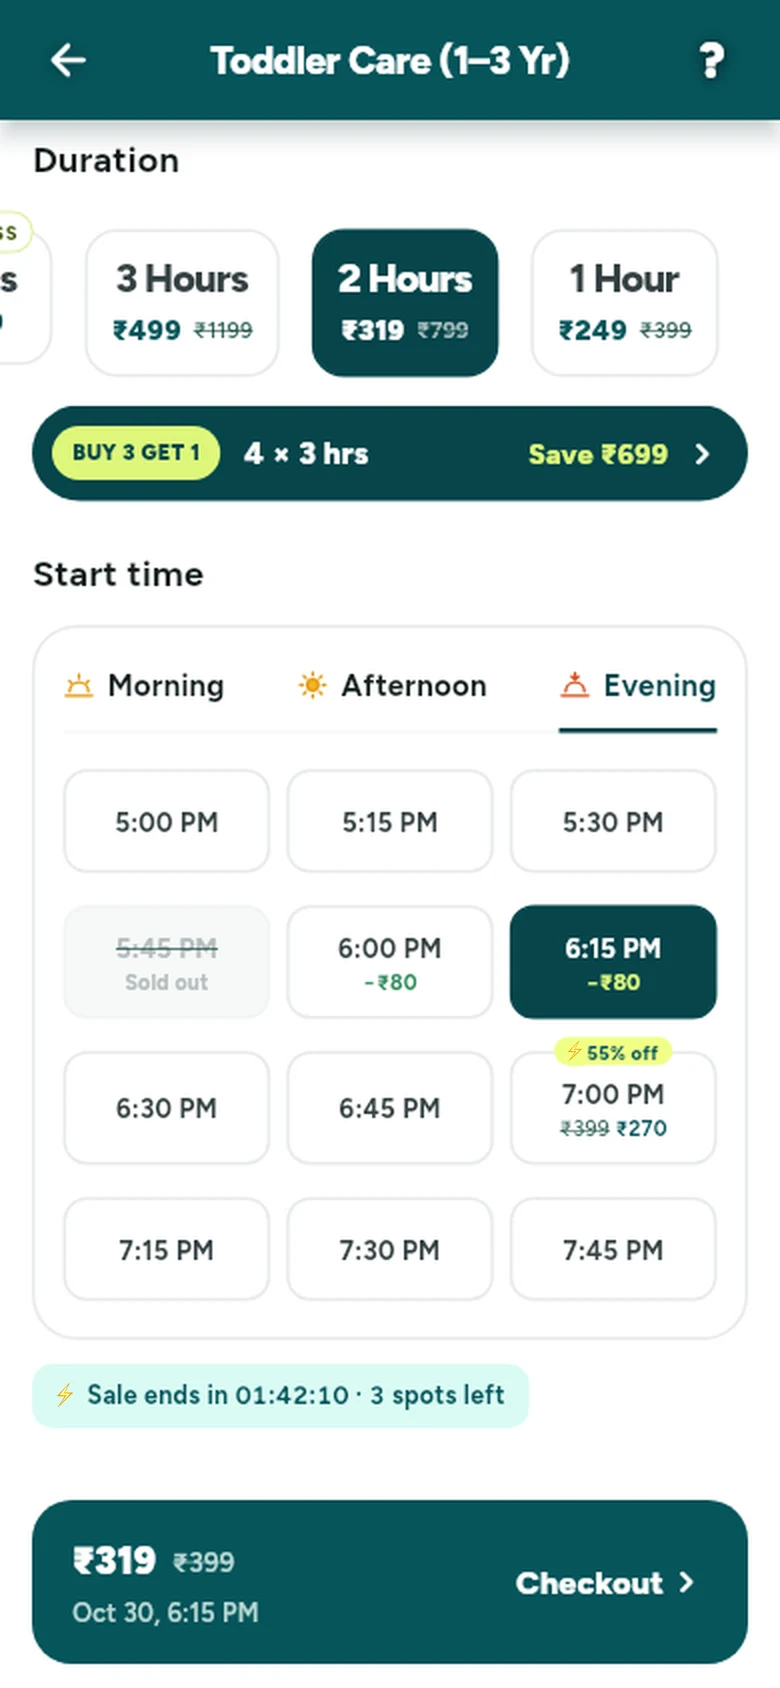 Toddler Care (1–3 Yr)
?
Duration
3 Hours
₹499 ₹1199
2 Hours
₹319 ₹799
1 Hour
₹249 ₹399
BUY 3 GET 1 4 × 3 hrs Save ₹699
Start time
Morning Afternoon Evening
5:00 PM 5:15 PM 5:30 PM
5:45 PM
Sold out
6:00 PM
-₹80
6:15 PM
-₹80
6:30 PM 6:45 PM
55% off
7:00 PM
₹399 ₹270
7:15 PM 7:30 PM 7:45 PM
Sale ends in 01:42:10 · 3 spots left
₹319 ₹399
Oct 30, 6:15 PM
Checkout